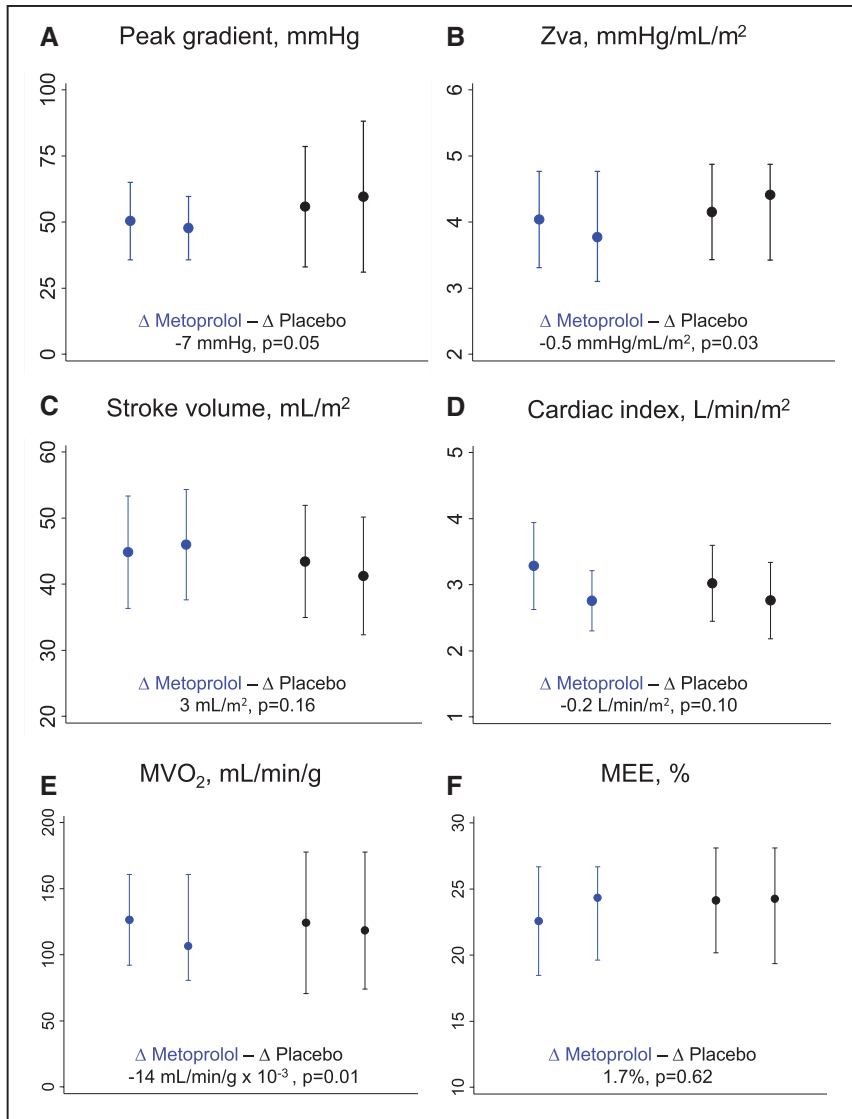 A
Peak gradient, mmHg
100
75
50
25
0
Δ Metoprolol – Δ Placebo
-7 mmHg, p=0.05
B
Zva, mmHg/mL/m²
6
5
4
3
2
Δ Metoprolol – Δ Placebo
-0.5 mmHg/mL/m², p=0.03
C
Stroke volume, mL/m²
60
50
40
30
20
Δ Metoprolol – Δ Placebo
3 mL/m², p=0.16
D
Cardiac index, L/min/m²
5
4
3
2
1
Δ Metoprolol – Δ Placebo
-0.2 L/min/m², p=0.10
E
MVO₂, mL/min/g
200
150
100
50
0
Δ Metoprolol – Δ Placebo
-14 mL/min/g x 10⁻³ , p=0.01
F
MEE, %
30
25
20
15
10
Δ Metoprolol – Δ Placebo
1.7%, p=0.62